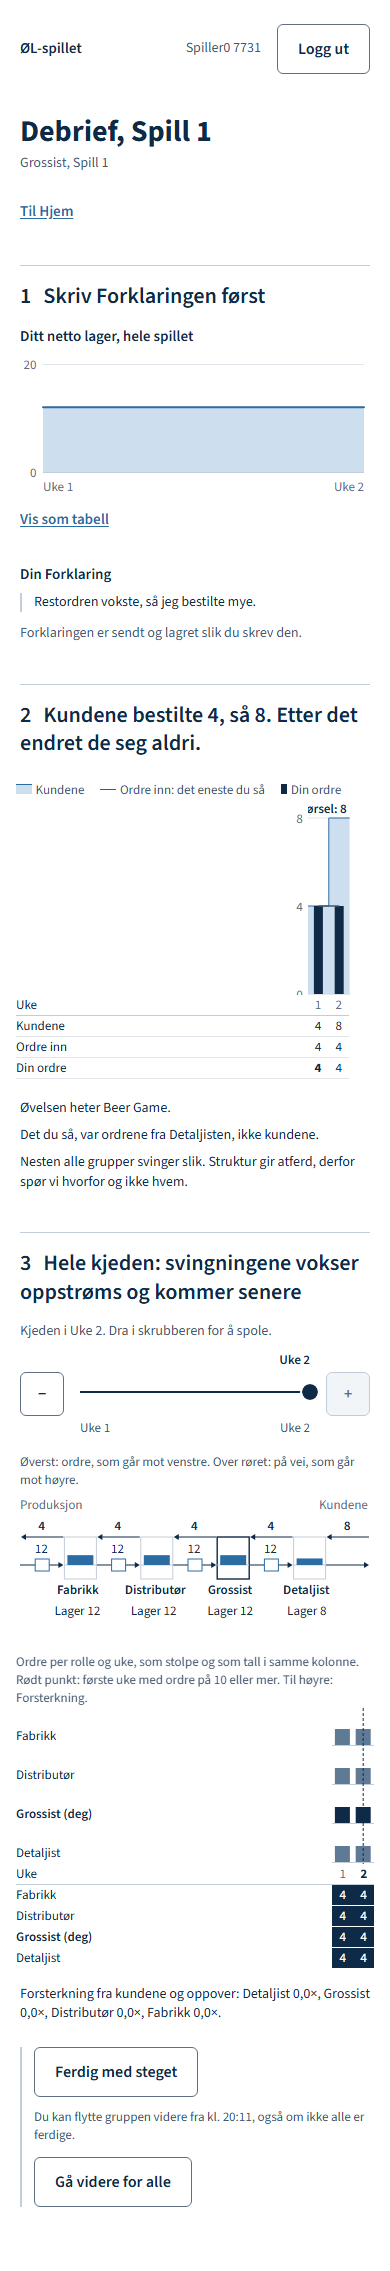 ØL-spillet
Spiller0 7731
Logg ut
Debrief, Spill 1
Grossist, Spill 1
Til Hjem
1 Skriv Forklaringen først
Ditt netto lager, hele spillet
20
0
Uke 1 Uke 2
Vis som tabell
Din Forklaring
Restordren vokste, så jeg bestilte mye.
Forklaringen er sendt og lagret slik du skrev den.
2 Kundene bestilte 4, så 8. Etter det
endret de seg aldri.
Kundene Ordre inn: det eneste du så Din ordre
ørsel: 8
8
4
0
Uke 1 2
Kundene 4 8
Ordre inn 4 4
Din ordre 4 4
Øvelsen heter Beer Game.
Det du så, var ordrene fra Detaljisten, ikke kundene.
Nesten alle grupper svinger slik. Struktur gir atferd, derfor
spør vi hvorfor og ikke hvem.
3 Hele kjeden: svingningene vokser
oppstrøms og kommer senere
Kjeden i Uke 2. Dra i skrubberen for å spole.
Uke 2
− +
Uke 1 Uke 2
Øverst: ordre, som går mot venstre. Over røret: på vei, som går
mot høyre.
Produksjon Kundene
4 4 4 4 8
12 12 12 12
Fabrikk Distributør Grossist Detaljist
Lager 12 Lager 12 Lager 12 Lager 8
Ordre per rolle og uke, som stolpe og som tall i samme kolonne.
Rødt punkt: første uke med ordre på 10 eller mer. Til høyre:
Forsterkning.
Fabrikk
Distributør
Grossist (deg)
Detaljist
Uke 1 2
Fabrikk 4 4
Distributør 4 4
Grossist (deg) 4 4
Detaljist 4 4
Forsterkning fra kundene og oppover: Detaljist 0,0×, Grossist
0,0×, Distributør 0,0×, Fabrikk 0,0×.
Ferdig med steget
Du kan flytte gruppen videre fra kl. 20:11, også om ikke alle er
ferdige.
Gå videre for alle